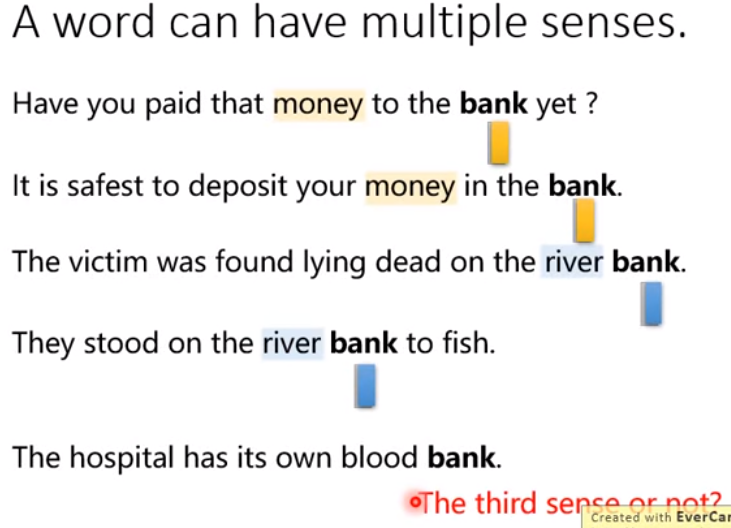 A word can have multiple senses.
Have you paid that money to the bank yet ?
It is safest to deposit your money in the bank.
The victim was found lying dead on the river bank.
They stood on the river bank to fish.
The hospital has its own blood bank.
The third sense or not?
Created with EverCam